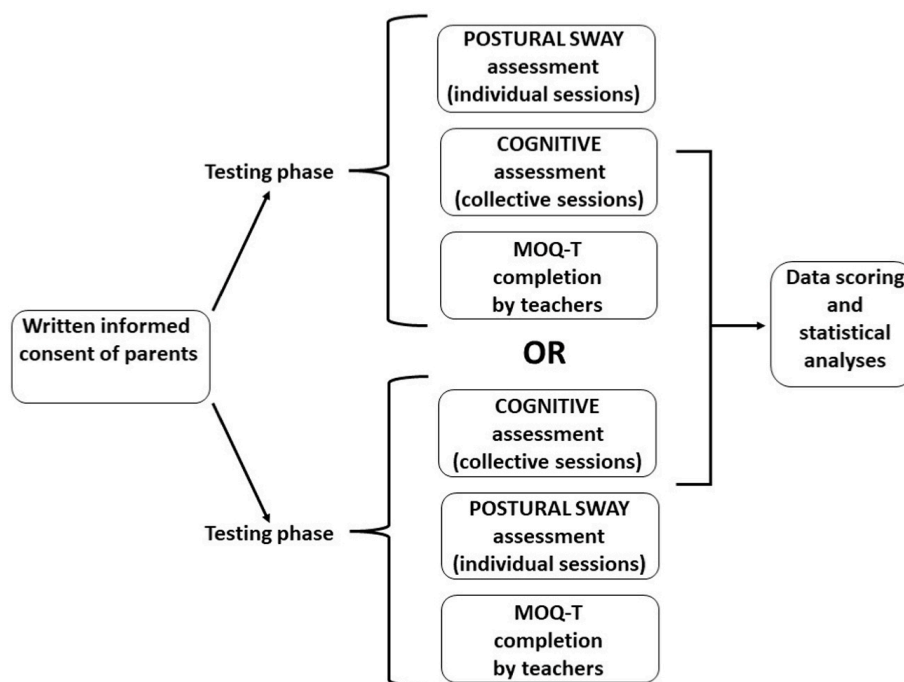 POSTURAL SWAY
assessment
(individual sessions)
COGNITIVE
assessment
(collective sessions)
Testing phase
MOQ-T
completion
by teachers
Data scoring
and
statistical
analyses
Written informed
consent of parents
OR
COGNITIVE
assessment
(collective sessions)
POSTURAL SWAY
assessment
(individual sessions)
Testing phase
MOQ-T
completion
by teachers